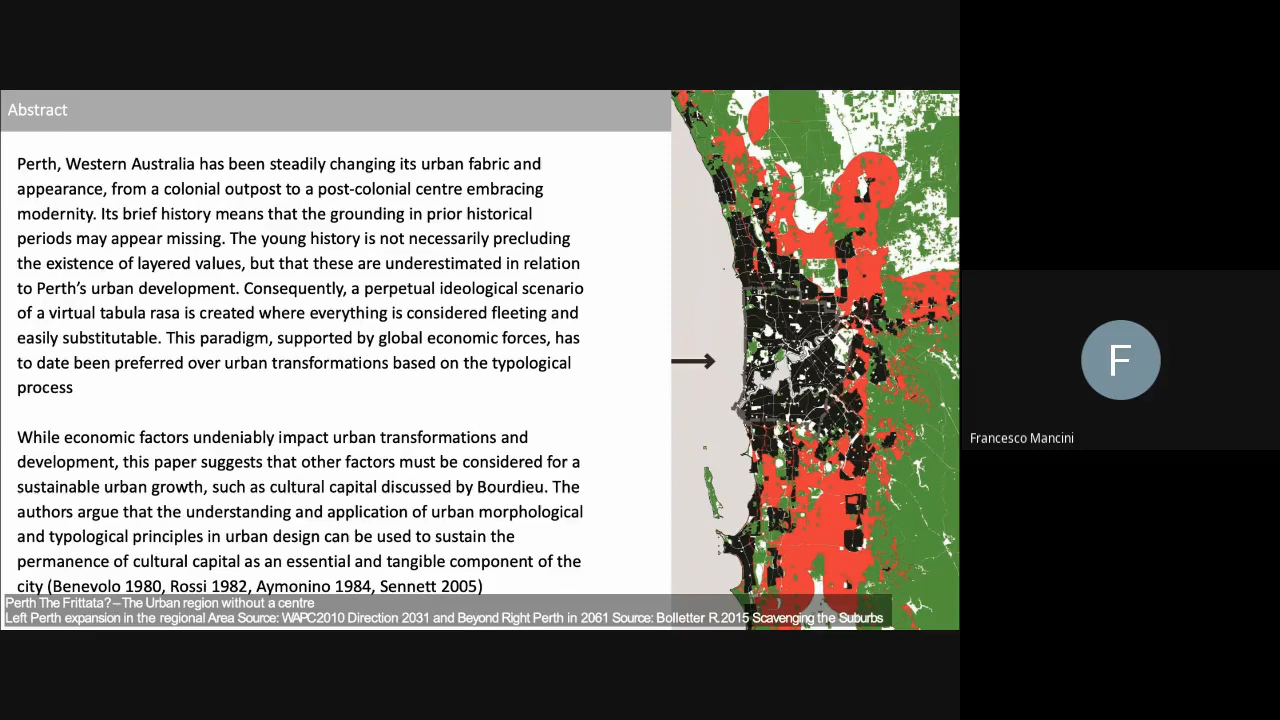 Abstract
Perth, Western Australia has been steadily changing its urban fabric and
appearance, from a colonial outpost to a post-colonial centre embracing
modernity. Its brief history means that the grounding in prior historical
periods may appear missing. The young history is not necessarily precluding
the existence of layered values, but that these are underestimated in relation
to Perth’s urban development. Consequently, a perpetual ideological scenario
of a virtual tabula rasa is created where everything is considered fleeting and
easily substitutable. This paradigm, supported by global economic forces, has
to date been preferred over urban transformations based on the typological
process
While economic factors undeniably impact urban transformations and
development, this paper suggests that other factors must be considered for a
sustainable urban growth, such as cultural capital discussed by Bourdieu. The
authors argue that the understanding and application of urban morphological
and typological principles in urban design can be used to sustain the
permanence of cultural capital as an essential and tangible component of the
city (Benevolo 1980, Rossi 1982, Aymonino 1984, Sennett 2005)
Perth The Frittata? – The Urban region without a centre
Left Perth expansion in the regional Area Source: WAPC2010 Direction 2031 and Beyond Right Perth in 2061 Source: Bolletter R.2015 Scavenging the Suburbs
F
Francesco Mancini